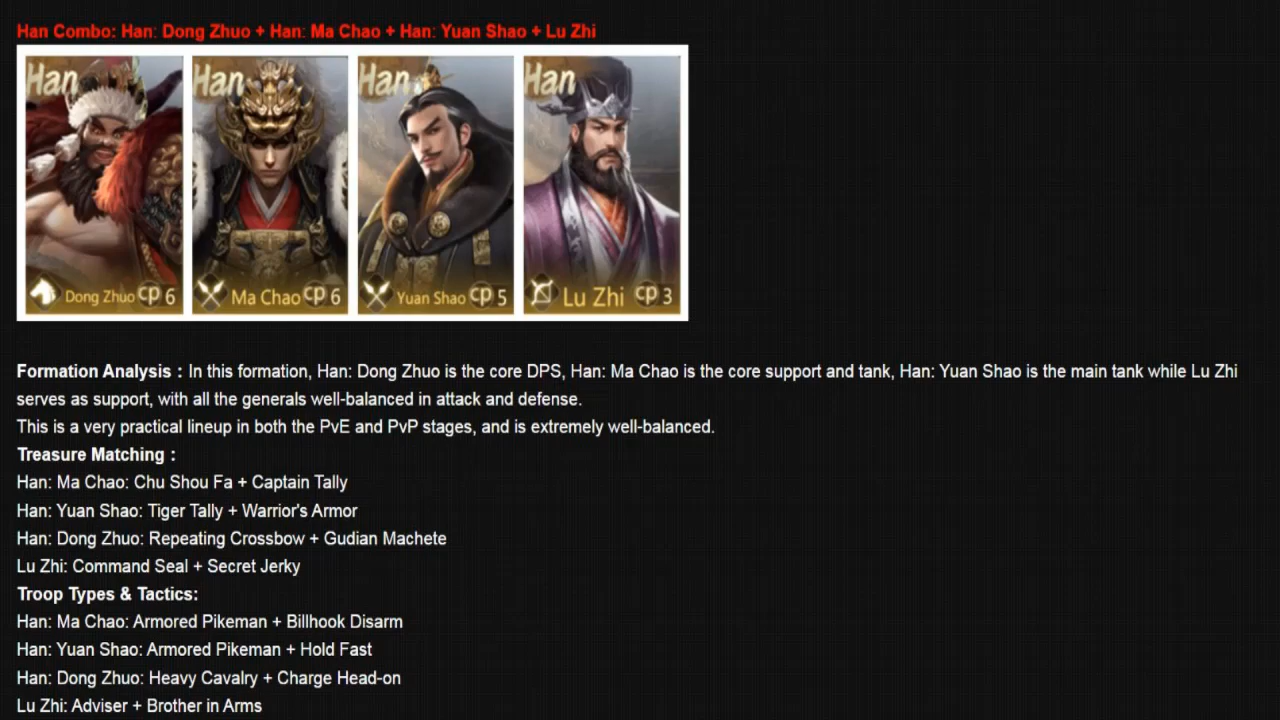 Han Combo: Han: Dong Zhuo + Han: Ma Chao + Han: Yuan Shao + Lu Zhi
Han Han Han Han
Dong Zhuo CP 6 Ma Chao CP 6 Yuan Shao CP 5 Lu Zhi CP 3
Formation Analysis : In this formation, Han: Dong Zhuo is the core DPS, Han: Ma Chao is the core support and tank, Han: Yuan Shao is the main tank while Lu Zhi
serves as support, with all the generals well-balanced in attack and defense.
This is a very practical lineup in both the PvE and PvP stages, and is extremely well-balanced.
Treasure Matching :
Han: Ma Chao: Chu Shou Fa + Captain Tally
Han: Yuan Shao: Tiger Tally + Warrior's Armor
Han: Dong Zhuo: Repeating Crossbow + Gudian Machete
Lu Zhi: Command Seal + Secret Jerky
Troop Types & Tactics:
Han: Ma Chao: Armored Pikeman + Billhook Disarm
Han: Yuan Shao: Armored Pikeman + Hold Fast
Han: Dong Zhuo: Heavy Cavalry + Charge Head-on
Lu Zhi: Adviser + Brother in Arms